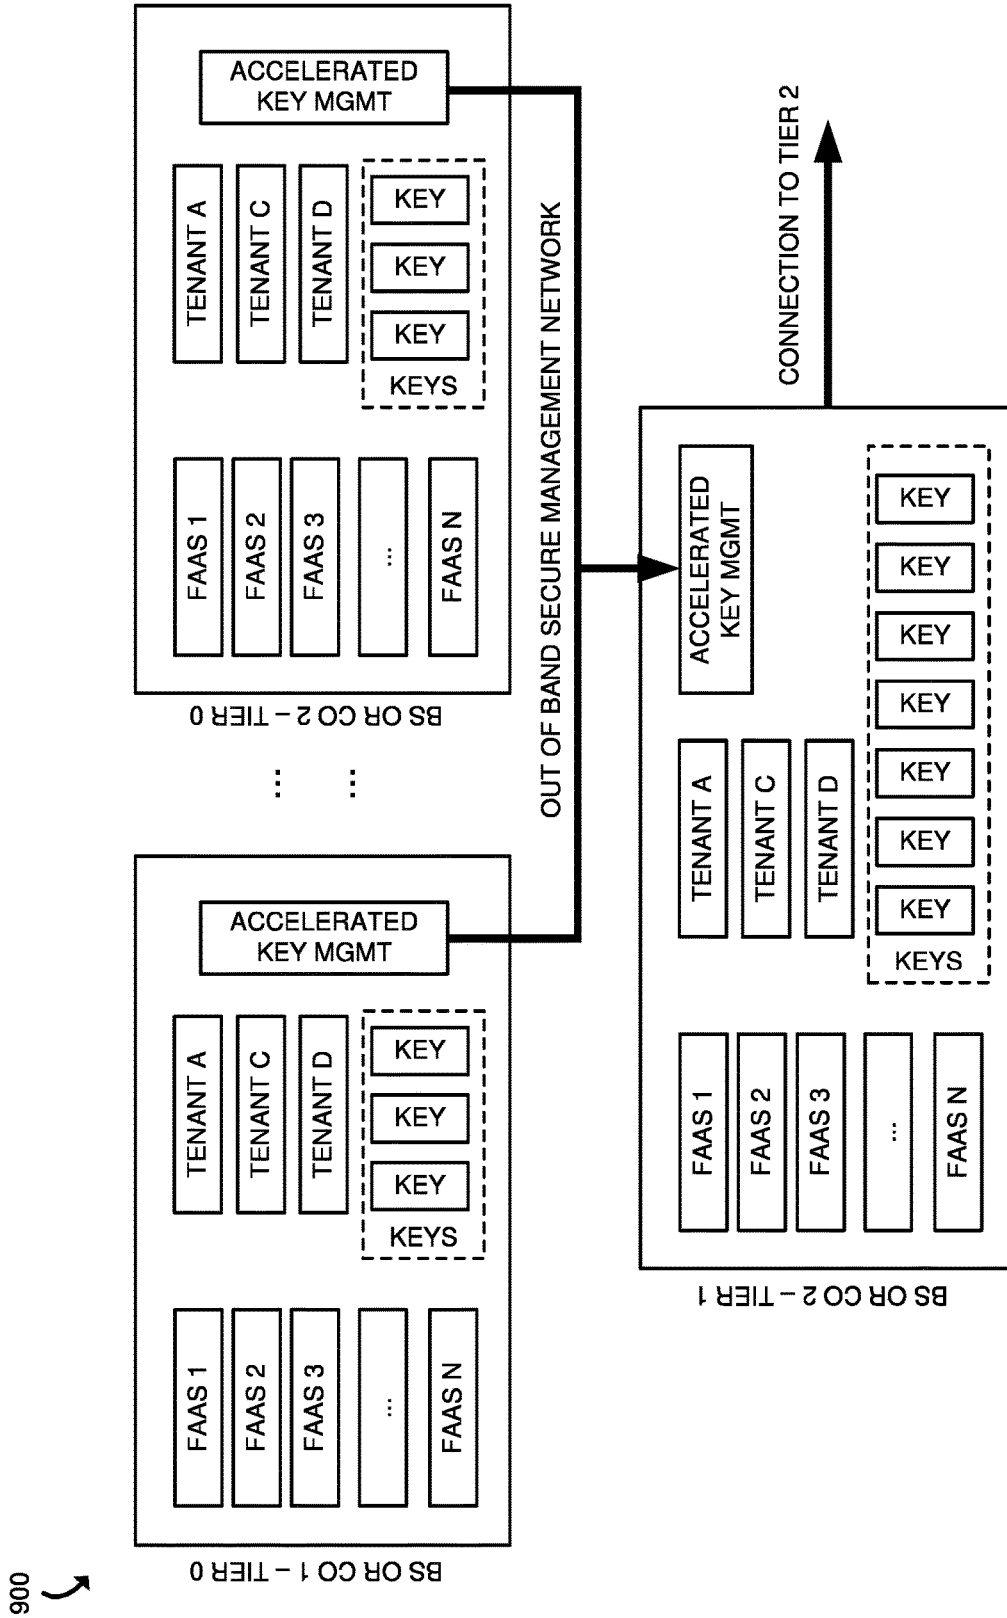 900
BS OR CO 1 – TIER 0
FAAS 1
FAAS 2
FAAS 3
...
FAAS N
TENANT A
TENANT C
TENANT D
KEYS
KEY
KEY
KEY
ACCELERATED
KEY MGMT
... ...
BS OR CO 2 – TIER 0
FAAS 1
FAAS 2
FAAS 3
...
FAAS N
TENANT A
TENANT C
TENANT D
KEYS
KEY
KEY
KEY
ACCELERATED
KEY MGMT
OUT OF BAND SECURE MANAGEMENT NETWORK
BS OR CO 2 – TIER 1
FAAS 1
FAAS 2
FAAS 3
...
FAAS N
TENANT A
TENANT C
TENANT D
KEYS
KEY
KEY
KEY
KEY
KEY
KEY
KEY
ACCELERATED
KEY MGMT
CONNECTION TO TIER 2